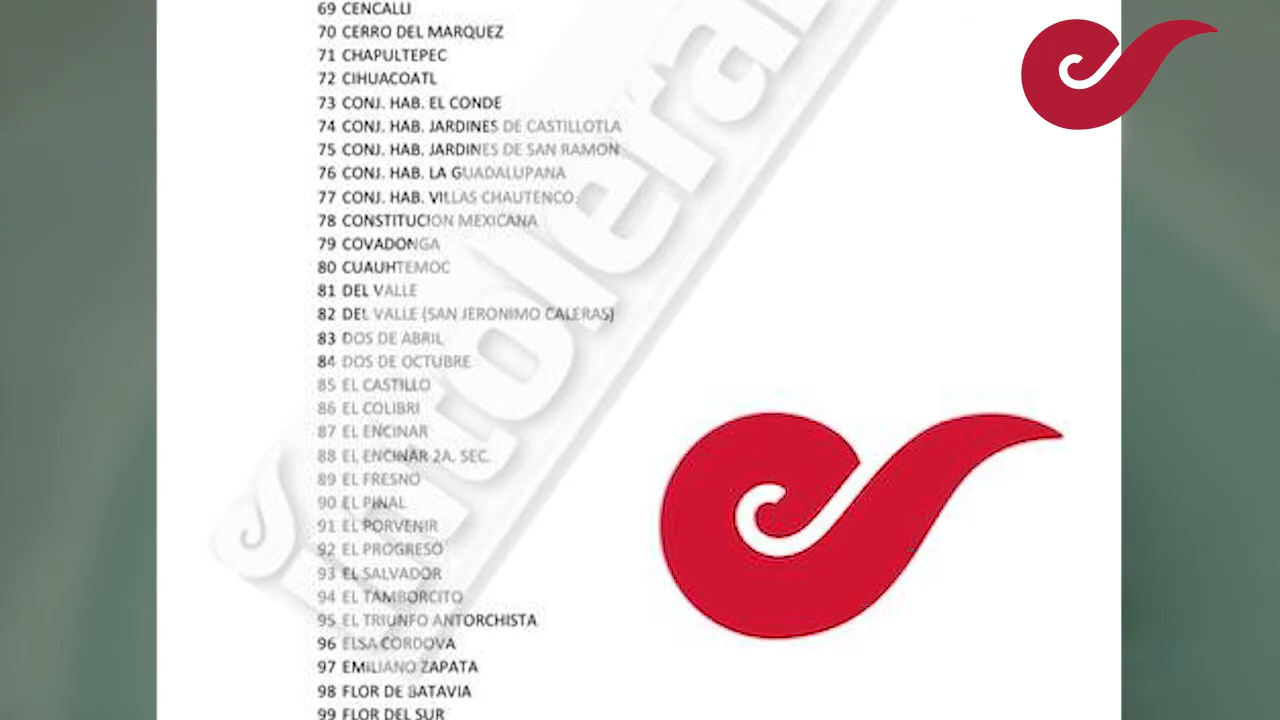 69 CENCALLI
70 CERRO DEL MARQUEZ
71 CHAPULTEPEC
72 CIHUACOATL
73 CONJ. HAB. EL CONDE
74 CONJ. HAB. JARDINES DE CASTILLOTLA
75 CONJ. HAB. JARDINES DE SAN RAMON
76 CONJ. HAB. LA GUADALUPANA
77 CONJ. HAB. VILLAS CHAUTENCO
78 CONSTITUCION MEXICANA
79 COVADONGA
80 CUAUHTEMOC
81 DEL VALLE
82 DEL VALLE (SAN JERONIMO CALERAS)
83 DOS DE ABRIL
84 DOS DE OCTUBRE
85 EL CASTILLO
86 EL COLIBRI
87 EL ENCINAR
88 EL ENCINAR 2A. SEC.
89 EL FRESNO
90 EL PINAL
91 EL PORVENIR
92 EL PROGRESO
93 EL SALVADOR
94 EL TAMBORCITO
95 EL TRIUNFO ANTORCHISTA
96 ELSA CORDOVA
97 EMILIANO ZAPATA
98 FLOR DE BATAVIA
99 FLOR DEL SUR